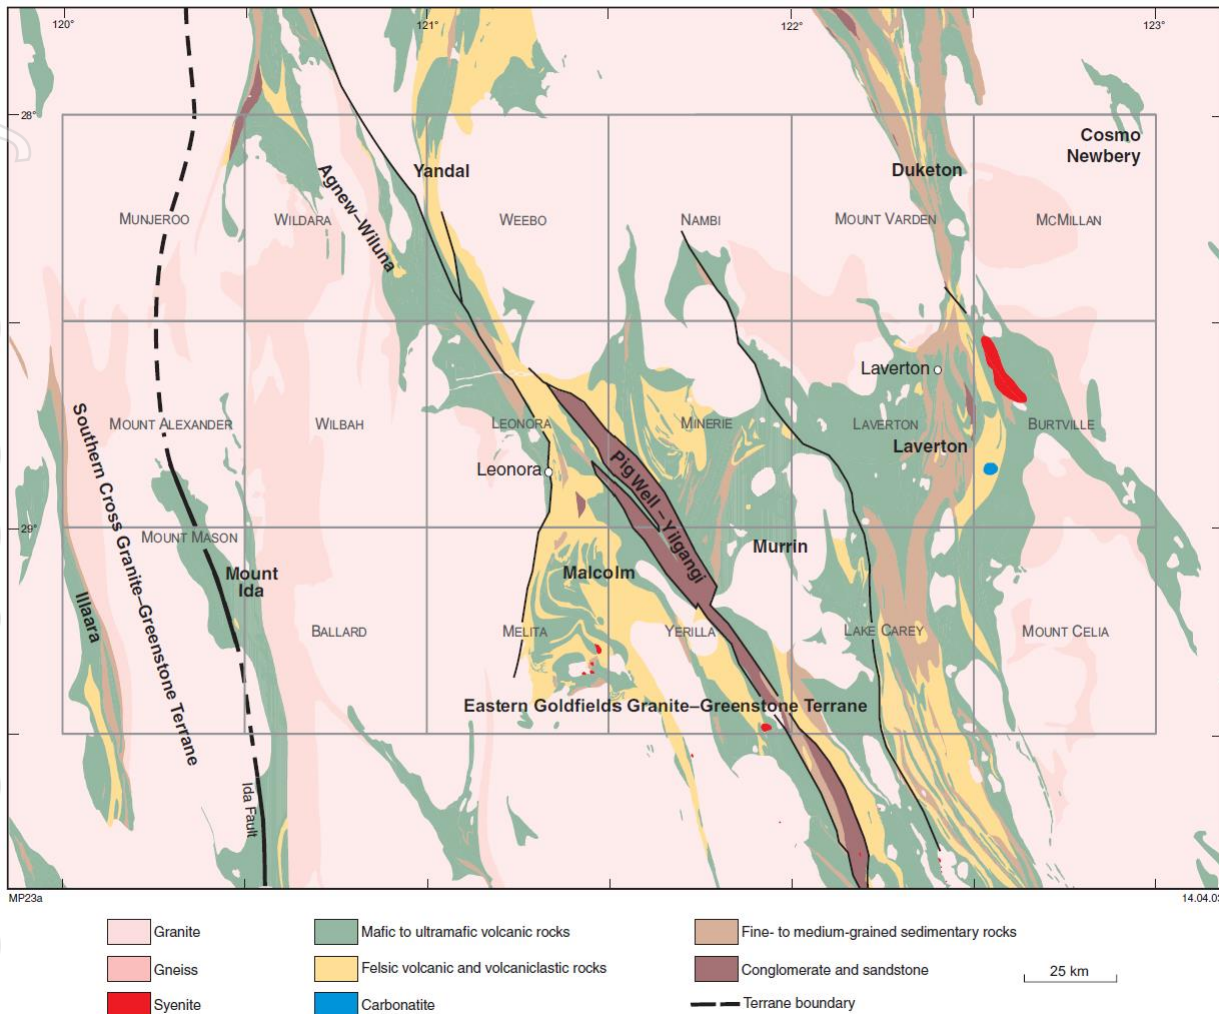 120° 121° 122° 123°
28°
Cosmo
Newbery
Yandal
Duketon
Agnew–Wiluna
MUNJEROO WILDARA WEEBO NAMBI MOUNT VARDEN MCMILLAN
Laverton
MOUNT ALEXANDER WILBAH LEONORA MINERIE LAVERTON BURTVILLE
Laverton
Leonora
Pig Well –Yilgangi
Southern Cross Granite–Greenstone Terrane
29°
MOUNT MASON
Murrin
Mount
Ida
Malcolm
Illaara
BALLARD MELITA YERILLA LAKE CAREY MOUNT CELIA
Eastern Goldfields Granite–Greenstone Terrane
Ida Fault
MP23a
Granite
Gneiss
Syenite
Mafic to ultramafic volcanic rocks
Felsic volcanic and volcaniclastic rocks
Carbonatite
Fine- to medium-grained sedimentary rocks
Conglomerate and sandstone
Terrane boundary
25 km